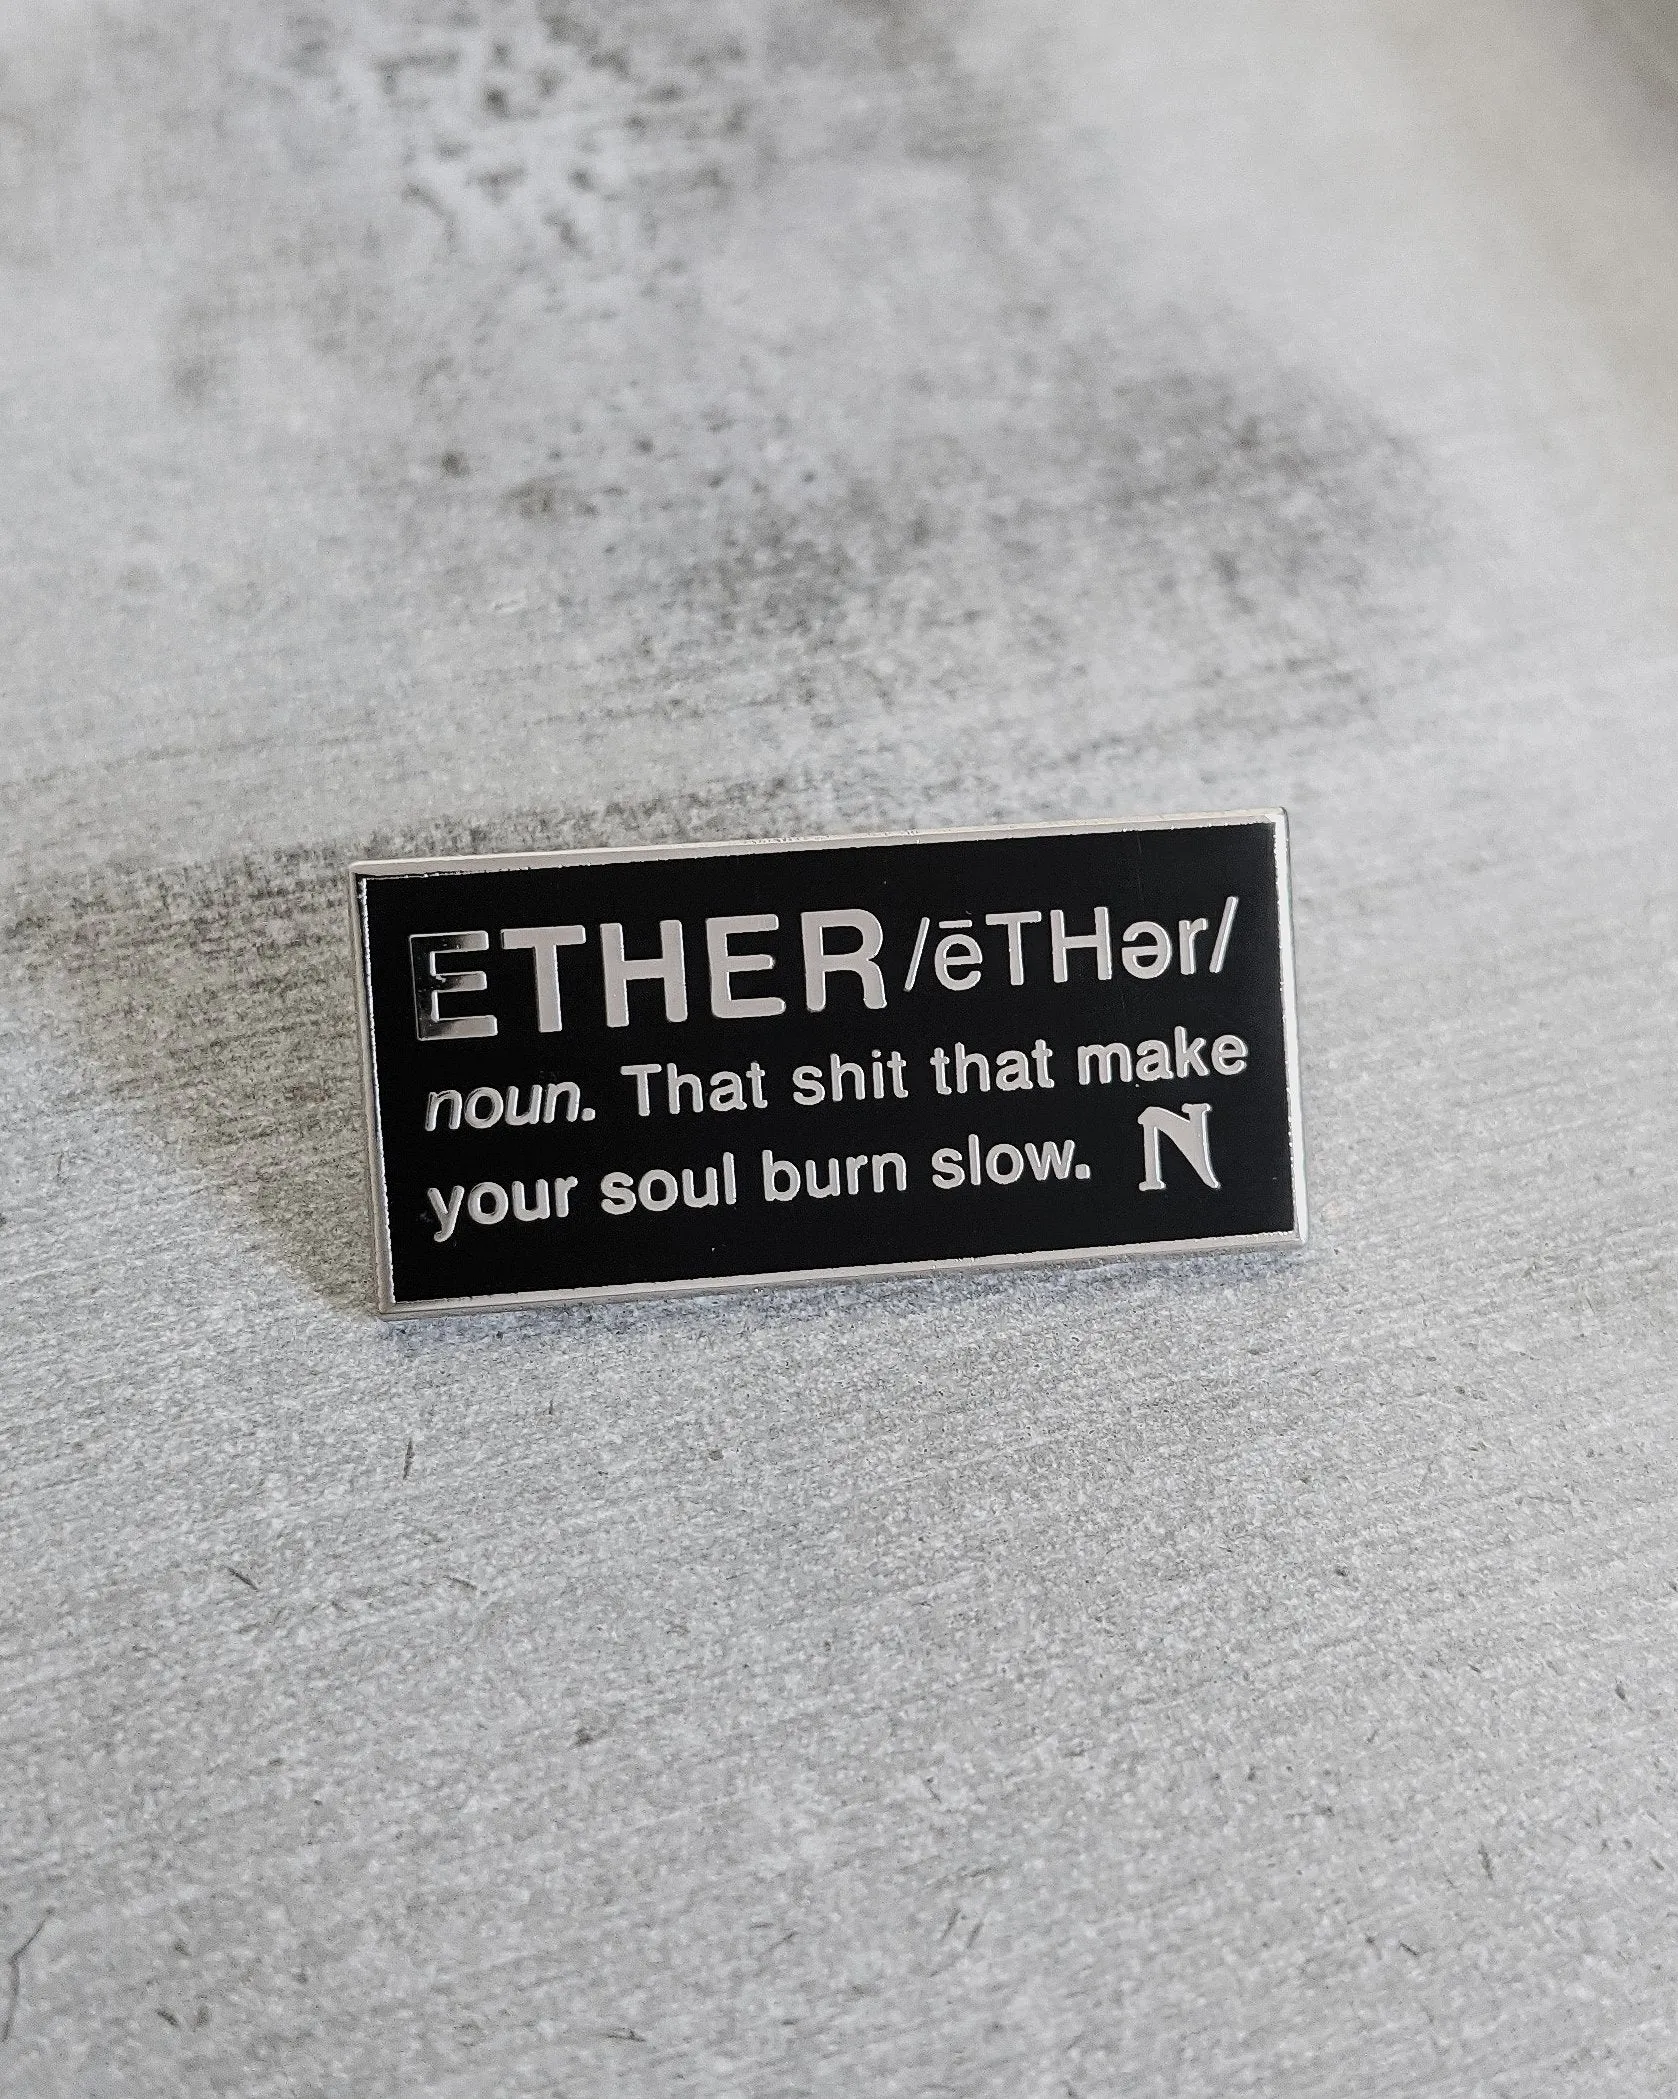 ETHER /ēTHər/
noun. That shit that make
your soul burn slow. N